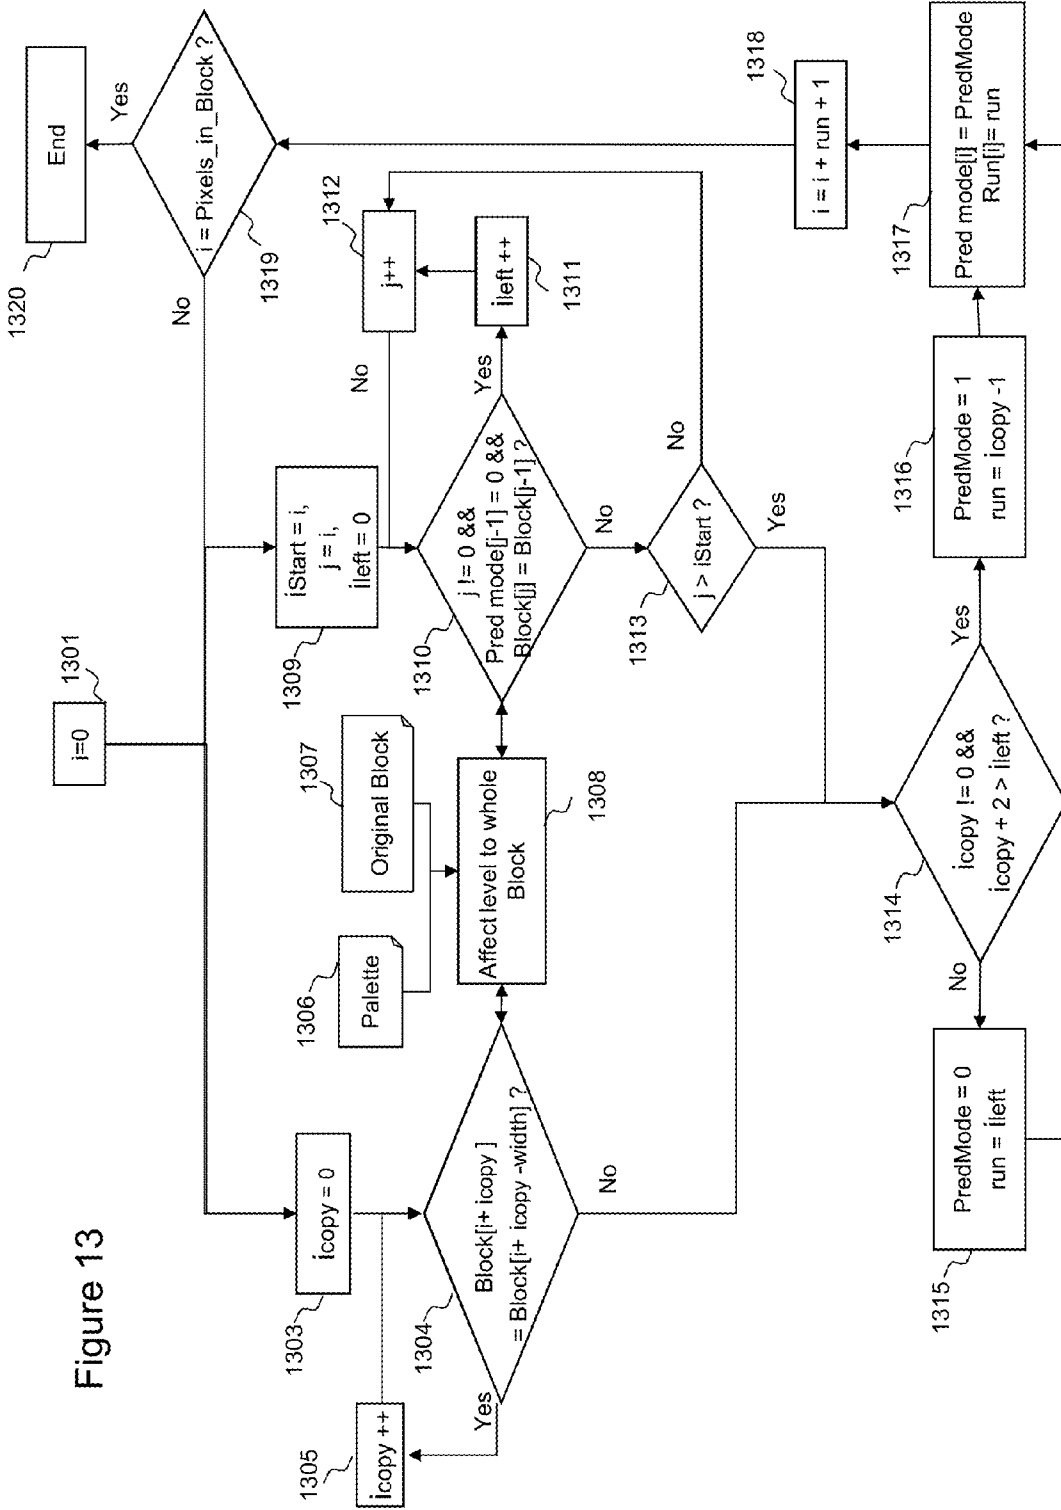 Figure 13
1301
i=0
1303
icopy = 0
1304
Block[i+ icopy ]
= Block[i+ icopy -width] ?
Yes
No
1305
icopy ++
1306
Palette
1307
Original Block
1308
Affect level to whole
Block
1309
iStart = i,
j = i,
ileft = 0
1310
j != 0 &&
Pred mode[j-1] = 0 &&
Block[j] = Block[j-1] ?
Yes
No
1311
ileft ++
1312
j++
No
1313
j > iStart ?
No
Yes
1314
icopy != 0 &&
icopy + 2 > ileft ?
No
Yes
1315
PredMode = 0
run = ileft
1316
PredMode = 1
run = icopy -1
1317
Pred mode[i] = PredMode
Run[i]= run
1318
i = i + run + 1
1319
i = Pixels_in_Block ?
No
Yes
1320
End